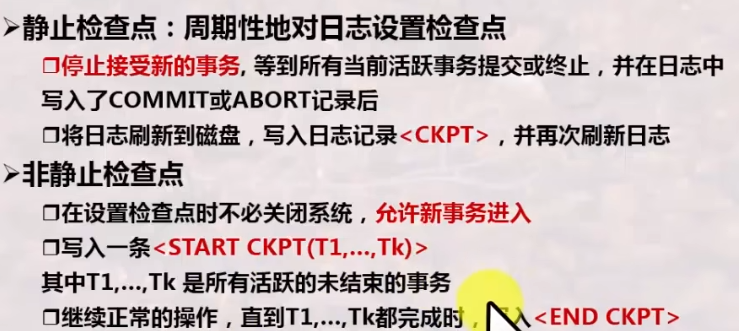 ➢静止检查点：周期性地对日志设置检查点
❒停止接受新的事务, 等到所有当前活跃事务提交或终止，并在日志中
写入了COMMIT或ABORT记录后
❒将日志刷新到磁盘，写入日志记录<CKPT>，并再次刷新日志
➢非静止检查点
❒在设置检查点时不必关闭系统，允许新事务进入
❒写入一条<START CKPT(T1,...,Tk)>
其中T1,...,Tk 是所有活跃的未结束的事务
❒继续正常的操作，直到T1,...,Tk都完成时，入<END CKPT>